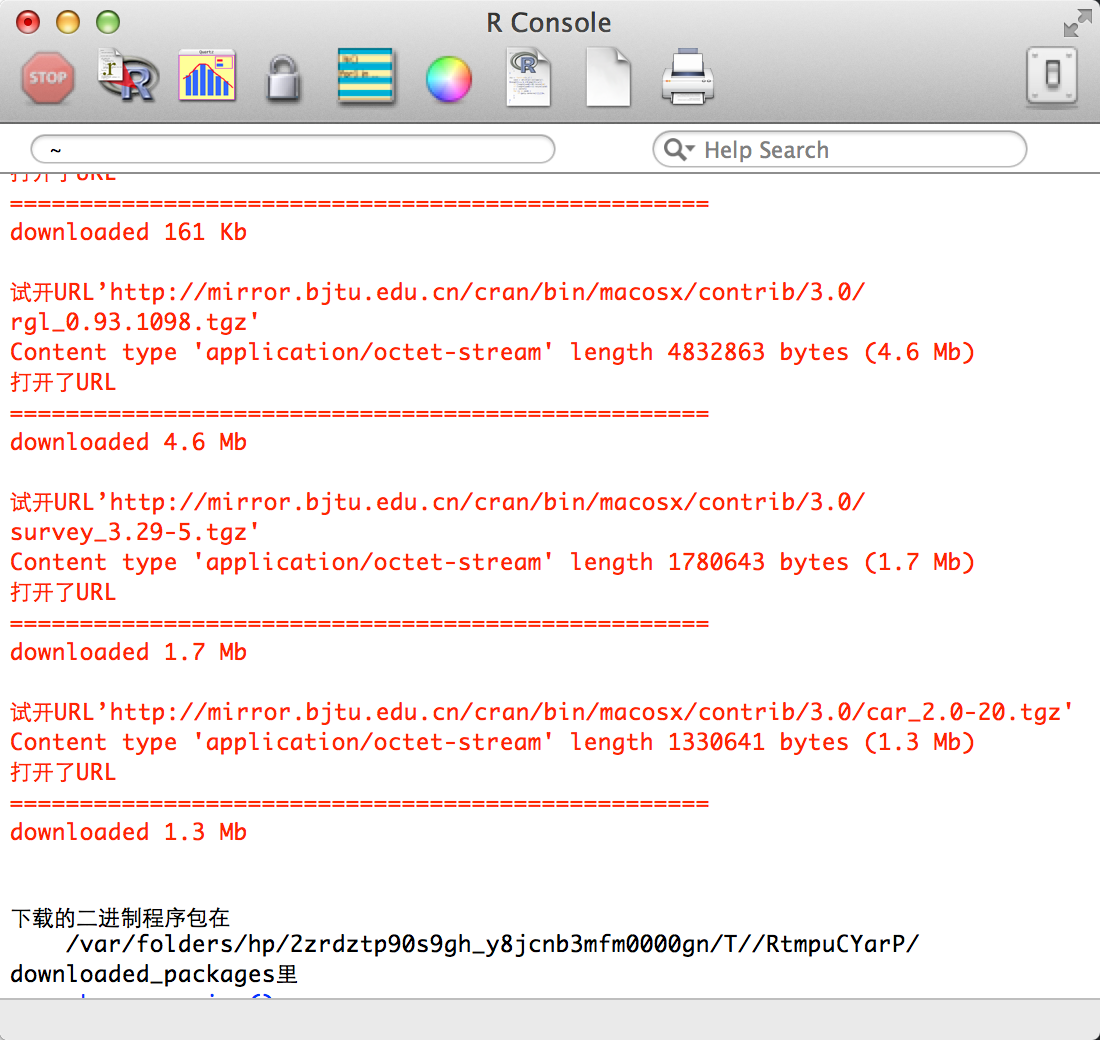 R Console
STOP
~
Help Search
打开了URL
==================================================
downloaded 161 Kb
试开URL’http://mirror.bjtu.edu.cn/cran/bin/macosx/contrib/3.0/
rgl_0.93.1098.tgz'
Content type 'application/octet-stream' length 4832863 bytes (4.6 Mb)
打开了URL
==================================================
downloaded 4.6 Mb
试开URL’http://mirror.bjtu.edu.cn/cran/bin/macosx/contrib/3.0/
survey_3.29-5.tgz'
Content type 'application/octet-stream' length 1780643 bytes (1.7 Mb)
打开了URL
==================================================
downloaded 1.7 Mb
试开URL’http://mirror.bjtu.edu.cn/cran/bin/macosx/contrib/3.0/car_2.0-20.tgz'
Content type 'application/octet-stream' length 1330641 bytes (1.3 Mb)
打开了URL
==================================================
downloaded 1.3 Mb
下载的二进制程序包在
/var/folders/hp/2zrdztp90s9gh_y8jcnb3mfm0000gn/T//RtmpuCYarP/
downloaded_packages里